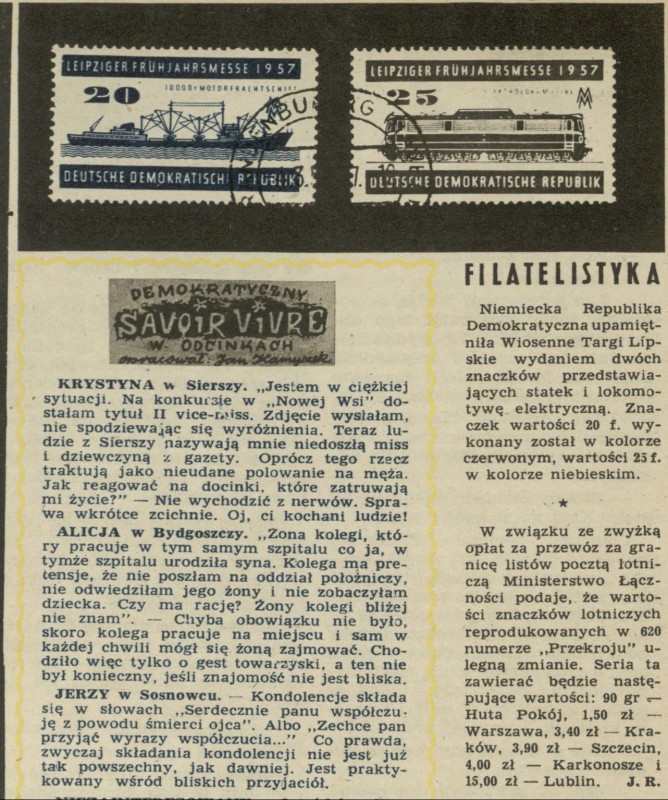 LEIPZIGER FRÜHJAHRSMESSE 1957
20
10000t-MOTORFRACHTSCHIFF
DEUTSCHE DEMOKRATISCHE REPUBLIK
LEIPZIGER FRÜHJAHRSMESSE 1957
25
DEUTSCHE DEMOKRATISCHE REPUBLIK
DEMOKRATYCZNY
SAVOIR VIVRE
W ODCINKACH
opracował: Jan Kamyczek
KRYSTYNA w Sierszy. „Jestem w ciężkiej
sytuacji. Na konkursie w „Nowej Wsi" do-
stałam tytuł II vice-miss. Zdjęcie wysłałam,
nie spodziewając się wyróżnienia. Teraz lu-
dzie z Sierszy nazywają mnie niedoszłą miss
i dziewczyną z gazety. Oprócz tego rzecz
traktują jako nieudane polowanie na męża.
Jak reagować na docinki, które zatruwają
mi życie?" — Nie wychodzić z nerwów. Spra-
wa wkrótce zcichnie. Oj, ci kochani ludzie!
ALICJA w Bydgoszczy. „Żona kolegi, któ-
ry pracuje w tym samym szpitalu co ja, w
tymże szpitalu urodziła syna. Kolega ma pre-
tensje, że nie poszłam na oddział położniczy,
nie odwiedziłam jego żony i nie zobaczyłam
dziecka. Czy ma rację? Żony kolegi bliżej
nie znam". — Chyba obowiązku nie było,
skoro kolega pracuje na miejscu i sam w
każdej chwili mógł się żoną zajmować. Cho-
dziło więc tylko o gest towarzyski, a ten nie
był konieczny, jeśli znajomość nie jest bliska.
JERZY w Sosnowcu. — Kondolencje składa
się w słowach „Serdecznie panu współczu-
ję z powodu śmierci ojca". Albo „Zechce pan
przyjąć wyrazy współczucia..." Co prawda,
zwyczaj składania kondolencji nie jest już
tak powszechny, jak dawniej. Jest prakty-
kowany wśród bliskich przyjaciół.
FILATELISTYKA
Niemiecka Republika
Demokratyczna upamięt-
niła Wiosenne Targi Lip-
skie wydaniem dwóch
znaczków przedstawia-
jących statek i lokomo-
tywę elektryczną. Zna-
czek wartości 20 f. wy-
konany został w kolorze
czerwonym, wartości 25 f.
w kolorze niebieskim.
★
W związku ze zwyżką
opłat za przewóz za gra-
nicę listów pocztą lotni-
czą Ministerstwo Łącz-
ności podaje, że warto-
ści znaczków lotniczych
reprodukowanych w 620
numerze „Przekroju" u-
legną zmianie. Seria ta
zawierać będzie nastę-
pujące wartości: 90 gr —
Huta Pokój, 1,50 zł —
Warszawa, 3,40 zł — Kra-
ków, 3,90 zł — Szczecin,
4,00 zł — Karkonosze i
15,00 zł — Lublin. J. R.